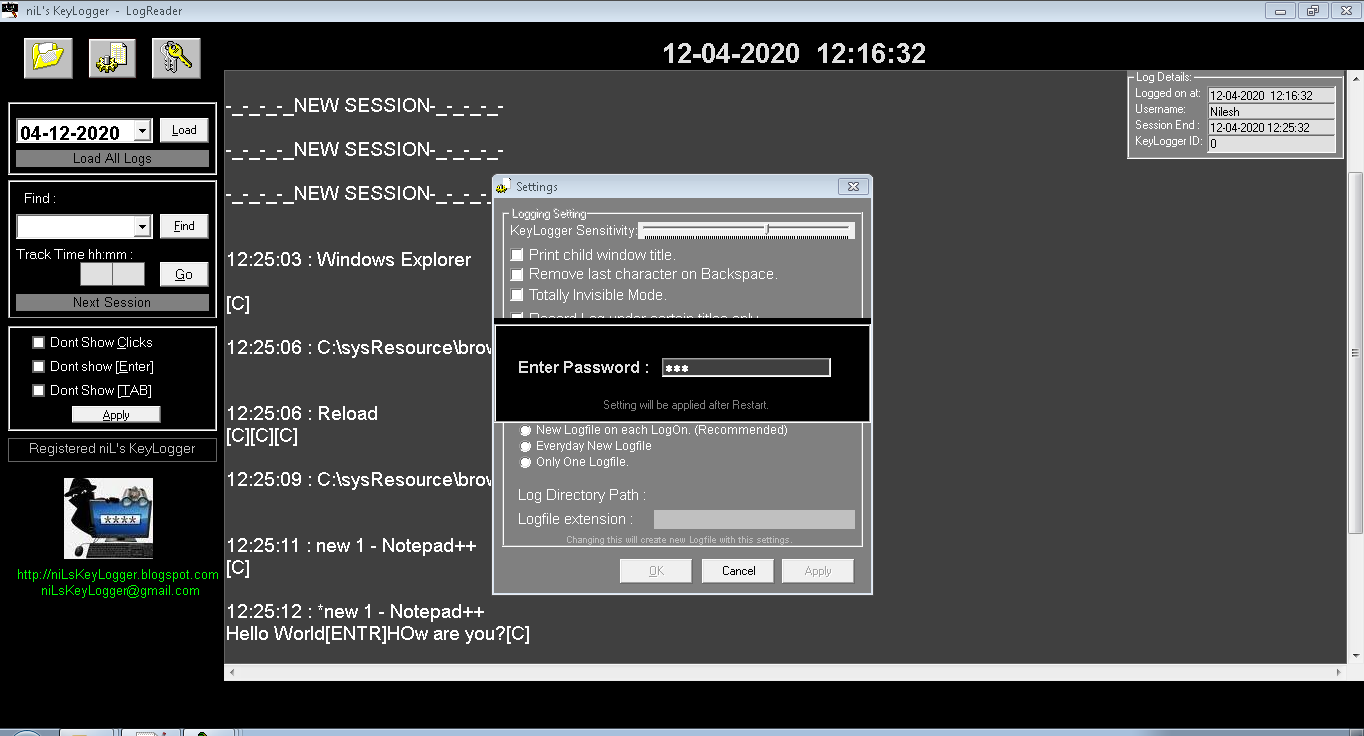 niL's KeyLogger - LogReader
12-04-2020 12:16:32
Log Details:
Logged on at: 12-04-2020 12:16:32
Username: Nilesh
Session End : 12-04-2020 12:25:32
KeyLogger ID: 0
04-12-2020 Load
Load All Logs
Find :
Find
Track Time hh:mm :
Go
Next Session
Dont Show Clicks
Dont show [Enter]
Dont Show [TAB]
Apply
Registered niL's KeyLogger
****
http://niLsKeyLogger.blogspot.com
niLsKeyLogger@gmail.com
-_-_-_-_NEW SESSION-_-_-_-_-
-_-_-_-_NEW SESSION-_-_-_-_-
-_-_-_-_NEW SESSION-_-_-_-_
12:25:03 : Windows Explorer
[C]
12:25:06 : C:\sysResource\brow
12:25:06 : Reload
[C][C][C]
12:25:09 : C:\sysResource\brow
12:25:11 : new 1 - Notepad++
[C]
12:25:12 : *new 1 - Notepad++
Hello World[ENTR]HOw are you?[C]
Settings
Logging Setting
KeyLogger Sensitivity:
Print child window title.
Remove last character on Backspace.
Totally Invisible Mode.
Record Log under certain titles only
Enter Password : ***
Setting will be applied after Restart.
New Logfile on each LogOn. (Recommended)
Everyday New Logfile
Only One Logfile.
Log Directory Path :
Logfile extension :
Changing this will create new Logfile with this settings.
OK Cancel Apply